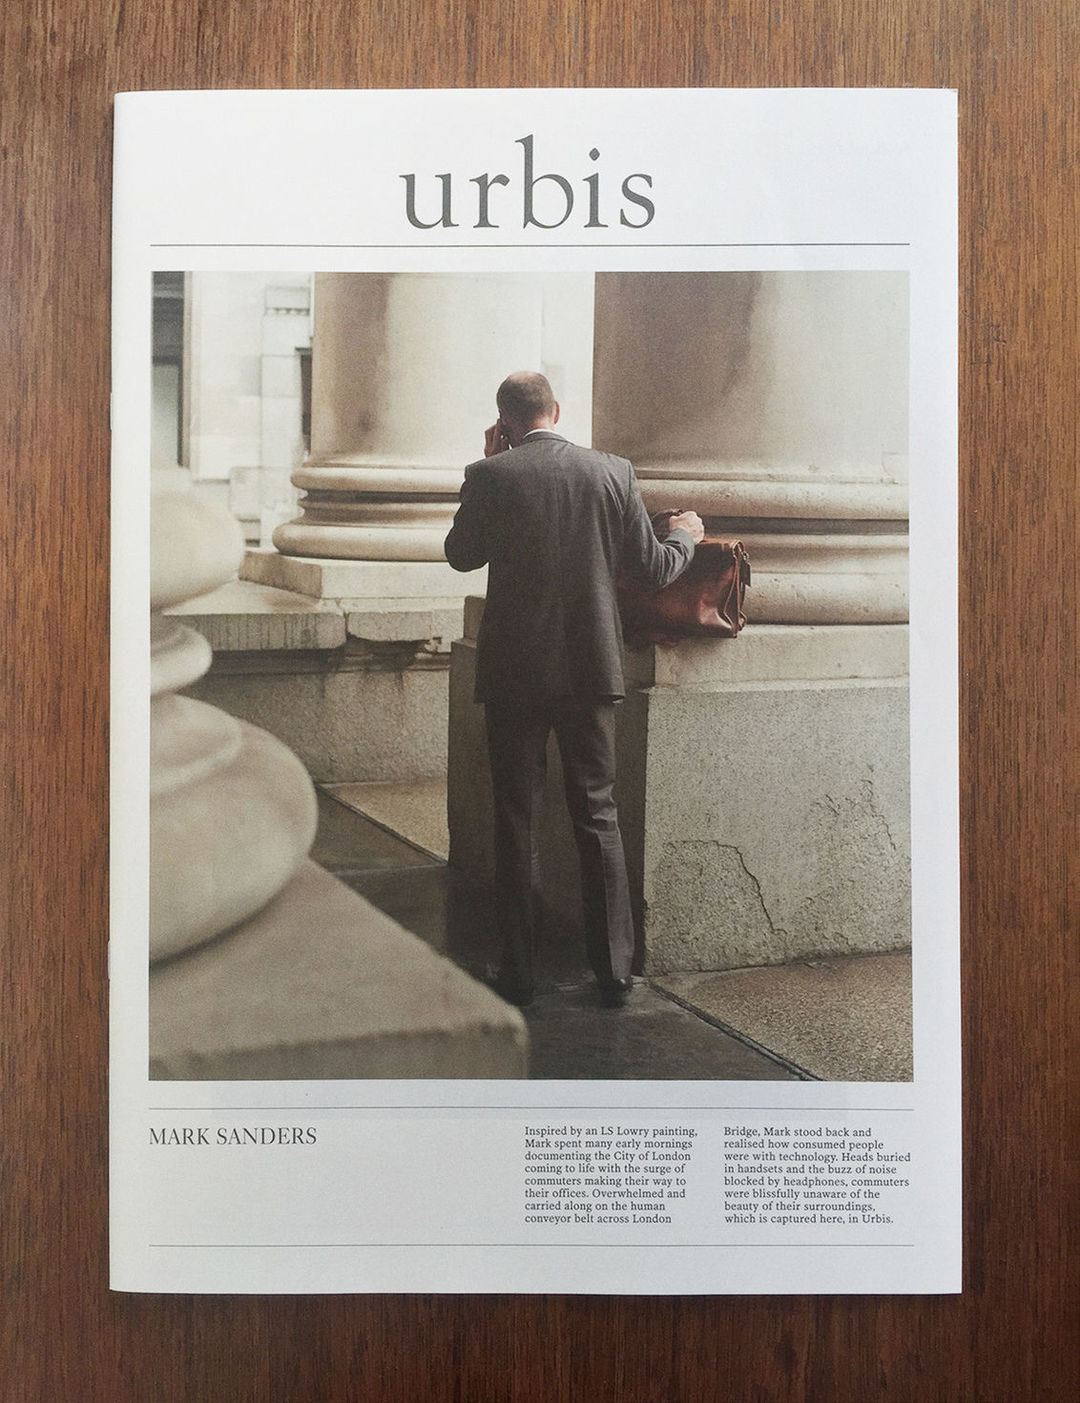 urbis
MARK SANDERS
Inspired by an LS Lowry painting,
Mark spent many early mornings
documenting the City of London
coming to life with the surge of
commuters making their way to
their offices. Overwhelmed and
carried along on the human
conveyor belt across London
Bridge, Mark stood back and
realised how consumed people
were with technology. Heads buried
in handsets and the buzz of noise
blocked by headphones, commuters
were blissfully unaware of the
beauty of their surroundings,
which is captured here, in Urbis.